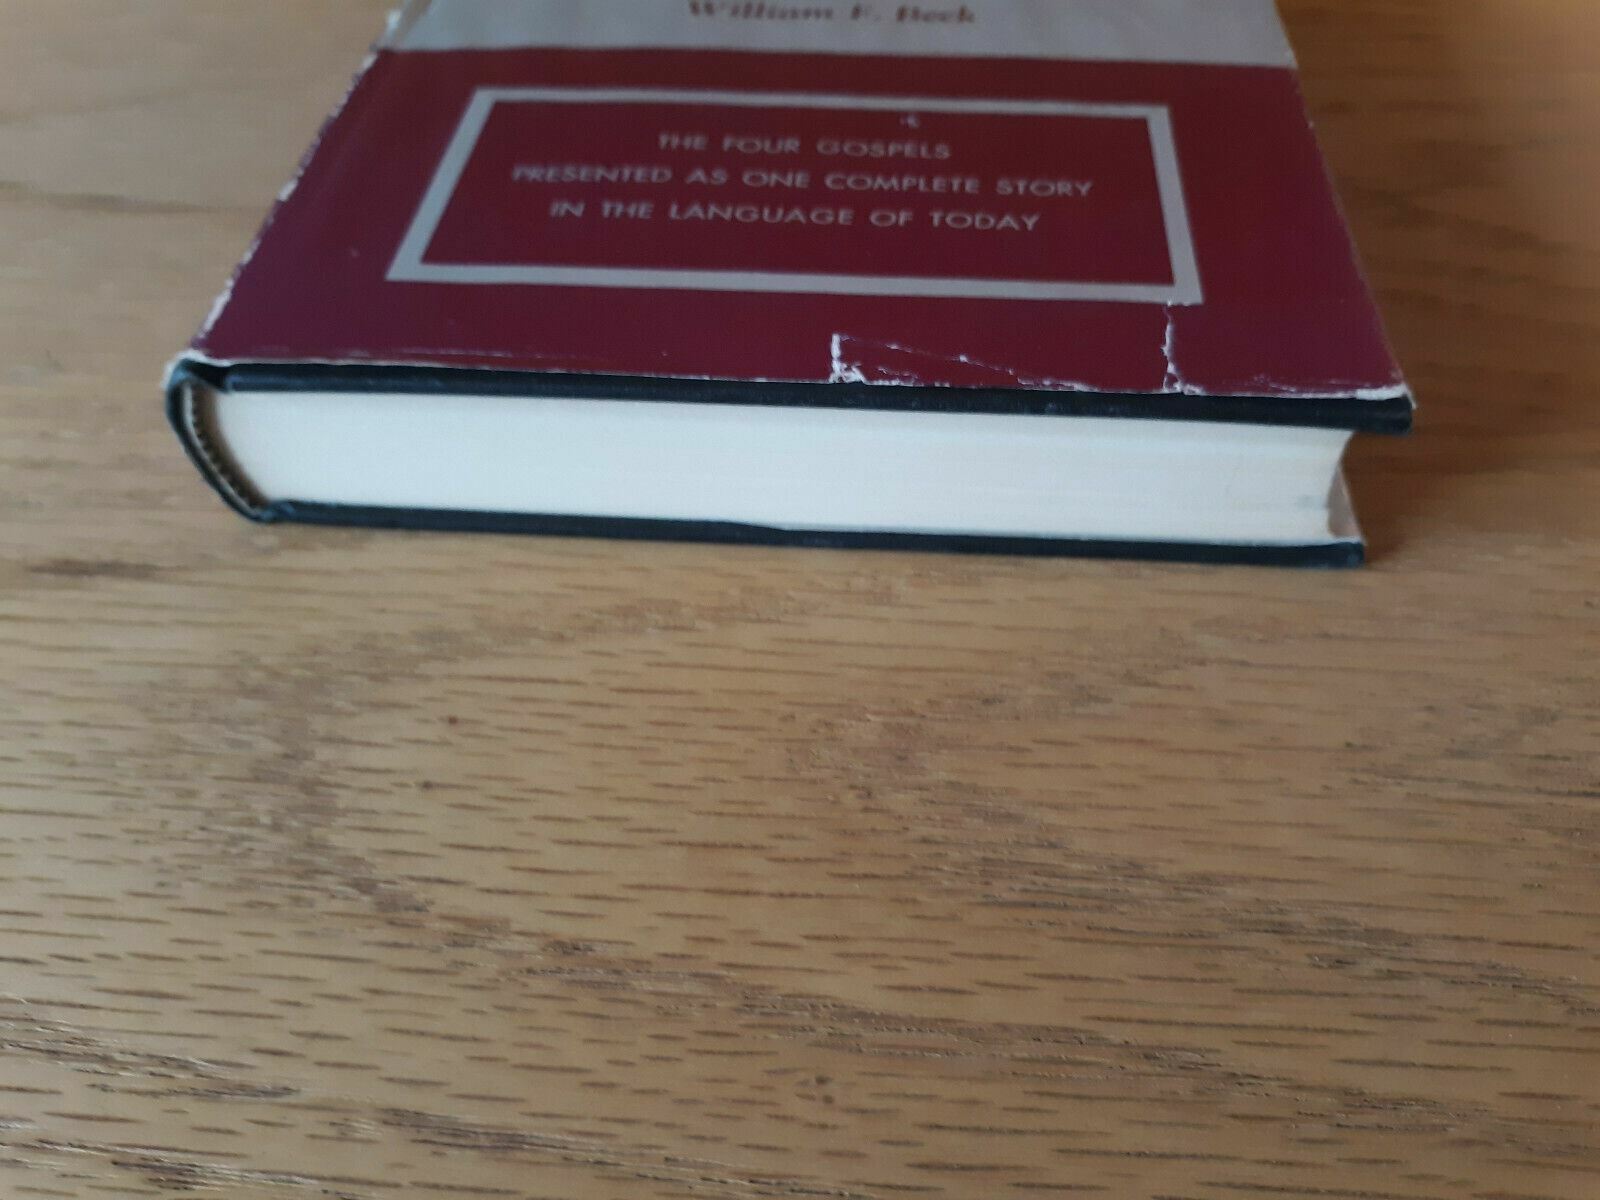 William F. Beck
THE FOUR GOSPELS
PRESENTED AS ONE COMPLETE STORY
IN THE LANGUAGE OF TODAY